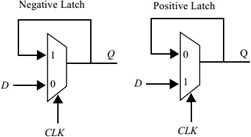 Negative Latch
Positive Latch
1
Q
D
0
CLK
0
Q
D
1
CLK